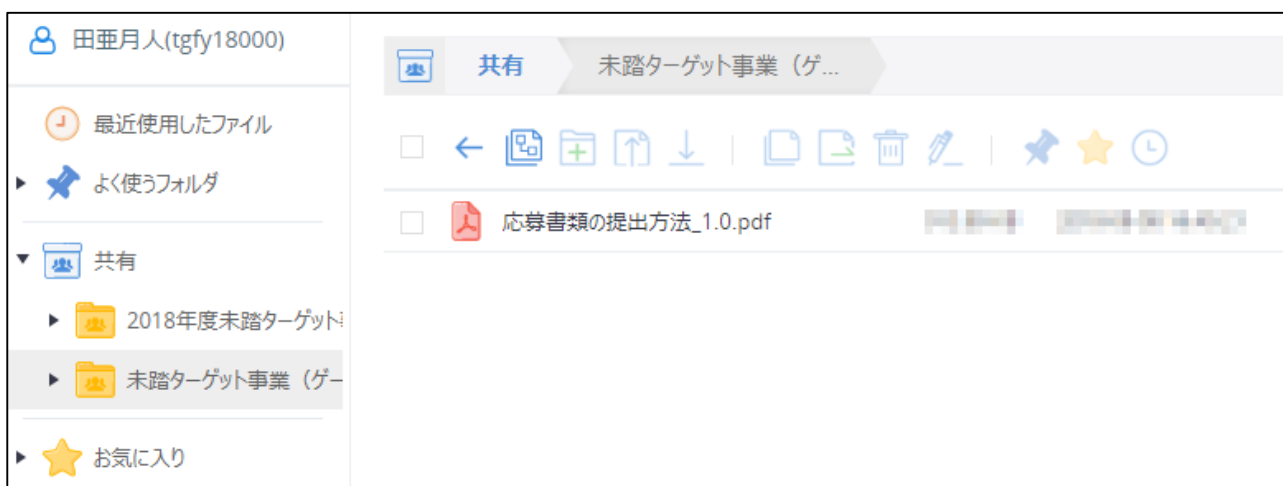 田亜月人(tgfy18000)
最近使用したファイル
よく使うフォルダ
共有
2018年度未踏ターゲット
未踏ターゲット事業（ゲー
お気に入り
共有
未踏ターゲット事業（ゲ...
応募書類の提出方法_1.0.pdf